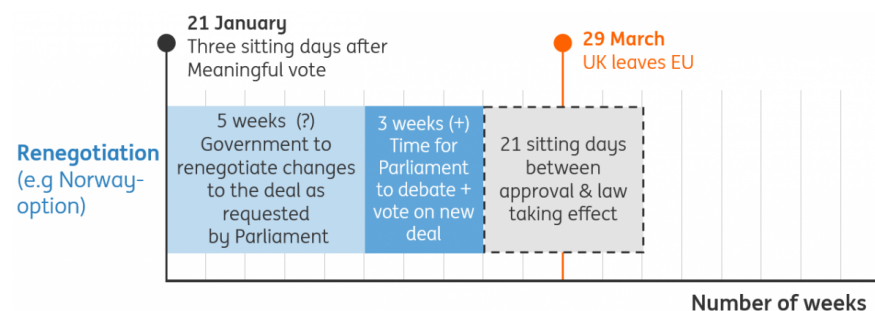 21 January
Three sitting days after
Meaningful vote
29 March
UK leaves EU
Renegotiation
(e.g Norway-
option)
5 weeks (?)
Government to
renegotiate changes
to the deal as
requested
by Parliament
3 weeks (+)
Time for
Parliament
to debate +
vote on new
deal
21 sitting days
between
approval & law
taking effect
Number of weeks